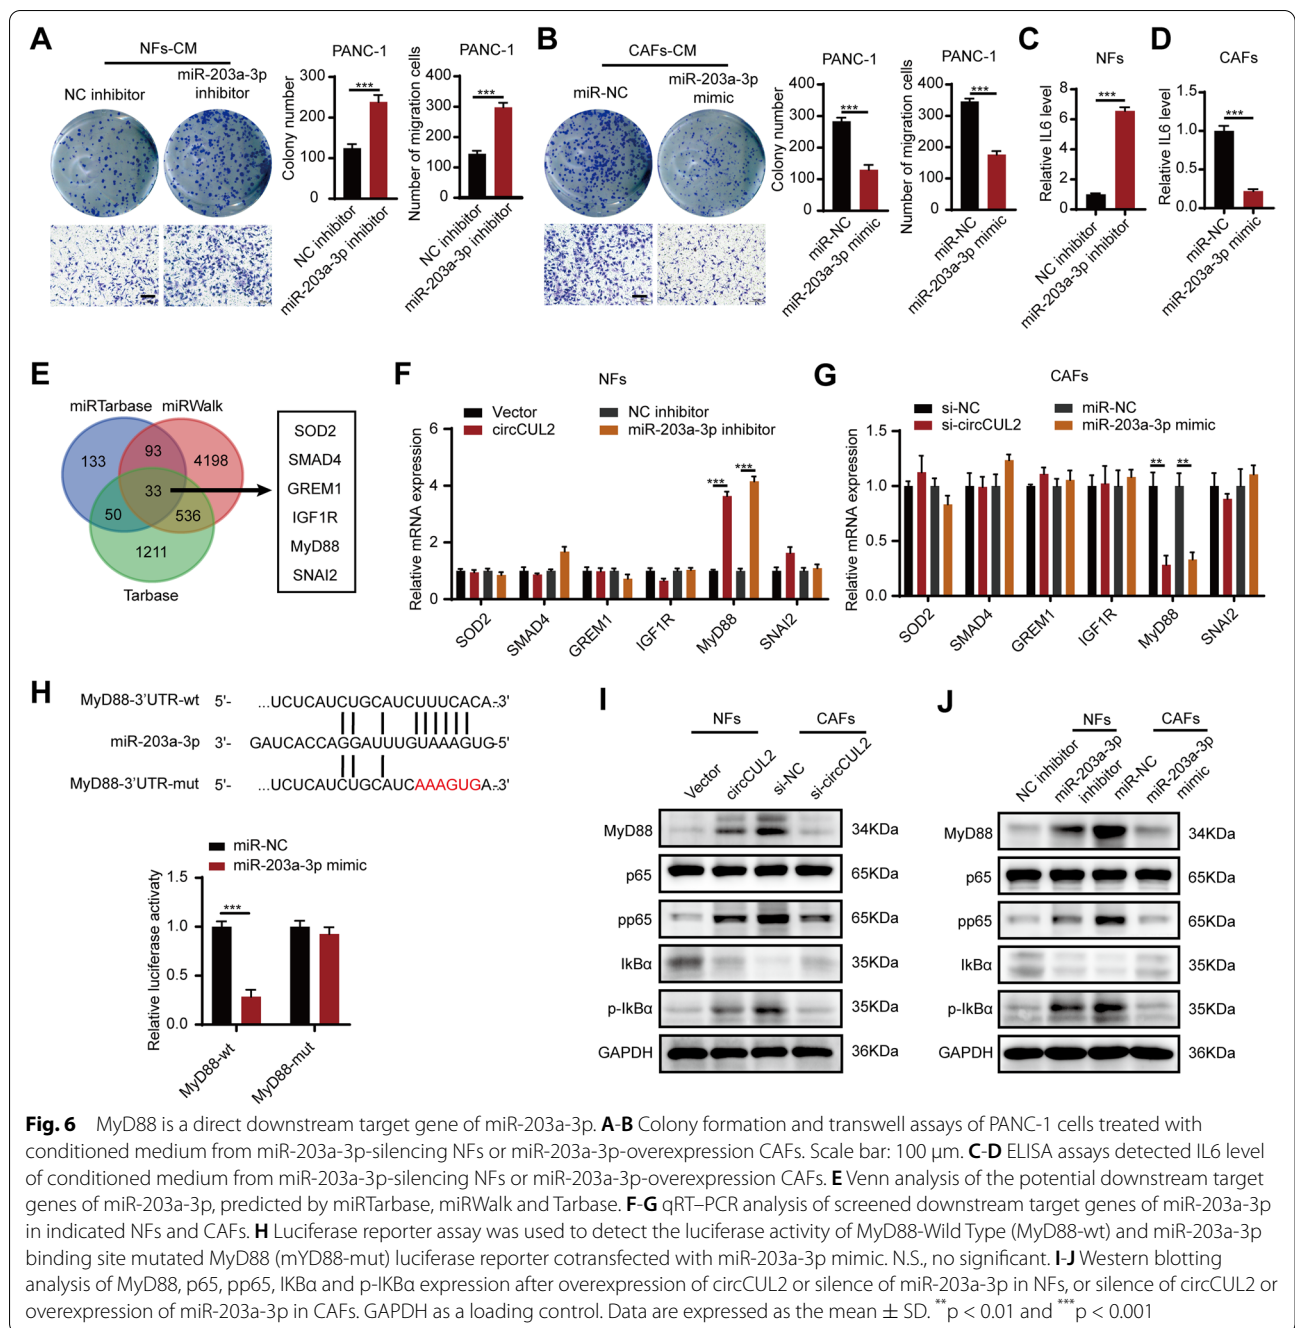 A
NFs-CM
NC inhibitor
miR-203a-3p
inhibitor
PANC-1
Colony number
300
200
100
0
***
NC inhibitor
miR-203a-3p inhibitor
PANC-1
Number of migration cells
400
300
200
100
0
***
NC inhibitor
miR-203a-3p inhibitor
B
CAFs-CM
miR-NC
miR-203a-3p
mimic
PANC-1
Colony number
400
300
200
100
0
***
miR-NC
miR-203a-3p mimic
PANC-1
Number of migration cells
400
300
200
100
0
***
miR-NC
miR-203a-3p mimic
C
NFs
Relative IL6 level
8
6
4
2
0
***
NC inhibitor
miR-203a-3p inhibitor
D
CAFs
Relative IL6 level
1.5
1.0
0.5
0.0
***
miR-NC
miR-203a-3p mimic
E
miRTarbase miRWalk
133 93 4198
33
50 536
1211
Tarbase
SOD2
SMAD4
GREM1
IGF1R
MyD88
SNAI2
F
NFs
Vector NC inhibitor
circCUL2 miR-203a-3p inhibitor
Relative mRNA expression
6
4
2
0
*** ***
SOD2 SMAD4 GREM1 IGF1R MyD88 SNAI2
G
CAFs
si-NC miR-NC
si-circCUL2 miR-203a-3p mimic
Relative mRNA expression
1.5
1.0
0.5
0.0
** **
SOD2 SMAD4 GREM1 IGF1R MyD88 SNAI2
H
MyD88-3'UTR-wt 5'- ...UCUCAUCUGCAUCUUUCACA-3'
miR-203a-3p 3'- GAUCACCAGGAUUUGUAAAGUG-5'
MyD88-3'UTR-mut 5'- ...UCUCAUCUGCAUCAAAGUGA-3'
miR-NC
miR-203a-3p mimic
Relative luciferase activaty
1.5
1.0
0.5
0.0
***
MyD88-wt MyD88-mut
I
NFs CAFs
Vector circCUL2 si-NC si-circCUL2
MyD88 34KDa
p65 65KDa
pp65 65KDa
IkBα 35KDa
p-IkBα 35KDa
GAPDH 36KDa
J
NFs CAFs
NC inhibitor miR-203a-3p inhibitor miR-NC miR-203a-3p mimic
MyD88 34KDa
p65 65KDa
pp65 65KDa
IkBα 35KDa
p-IkBα 35KDa
GAPDH 36KDa
Fig. 6 MyD88 is a direct downstream target gene of miR-203a-3p. A-B Colony formation and transwell assays of PANC-1 cells treated with
conditioned medium from miR-203a-3p-silencing NFs or miR-203a-3p-overexpression CAFs. Scale bar: 100 μm. C-D ELISA assays detected IL6 level
of conditioned medium from miR-203a-3p-silencing NFs or miR-203a-3p-overexpression CAFs. E Venn analysis of the potential downstream target
genes of miR-203a-3p, predicted by miRTarbase, miRWalk and Tarbase. F-G qRT–PCR analysis of screened downstream target genes of miR-203a-3p
in indicated NFs and CAFs. H Luciferase reporter assay was used to detect the luciferase activity of MyD88-Wild Type (MyD88-wt) and miR-203a-3p
binding site mutated MyD88 (mYD88-mut) luciferase reporter cotransfected with miR-203a-3p mimic. N.S., no significant. I-J Western blotting
analysis of MyD88, p65, pp65, IKBα and p-IKBα expression after overexpression of circCUL2 or silence of miR-203a-3p in NFs, or silence of circCUL2 or
overexpression of miR-203a-3p in CAFs. GAPDH as a loading control. Data are expressed as the mean ± SD. **p < 0.01 and ***p < 0.001